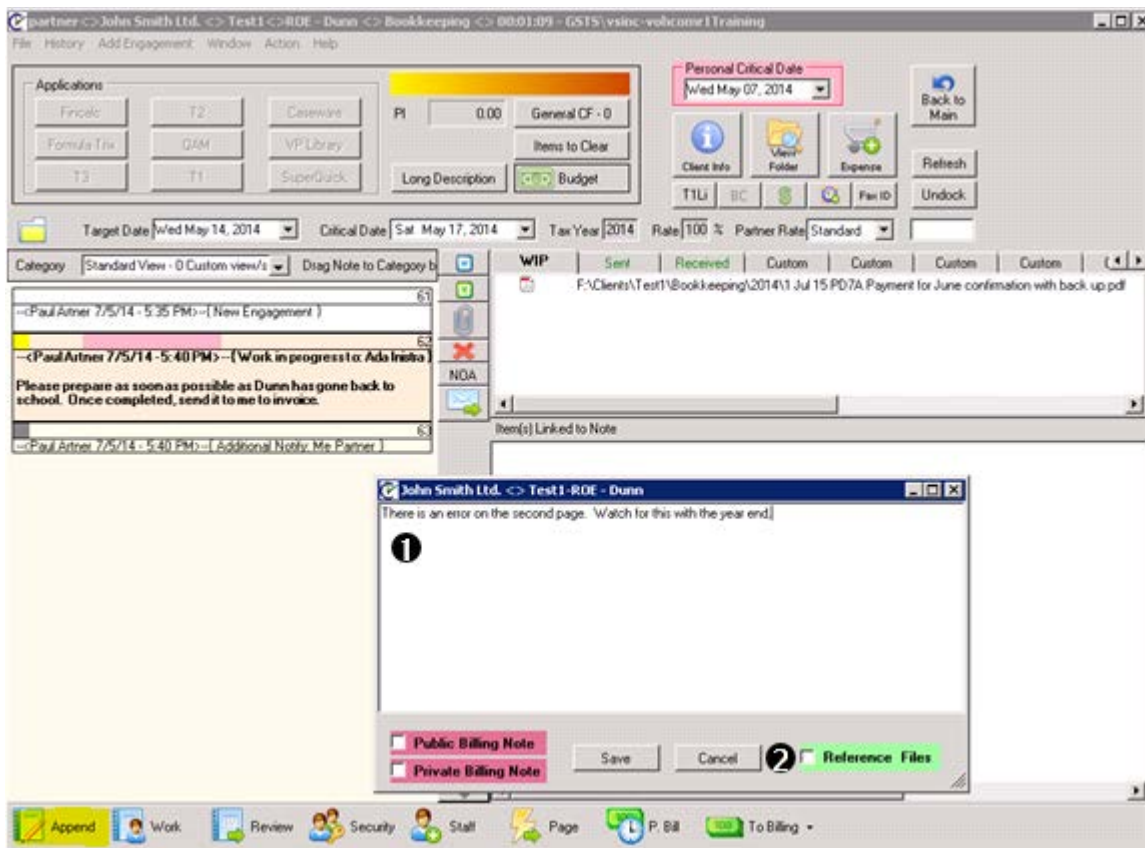 partner <> John Smith Ltd. <> Test1 <>ROE - Dunn <> Bookkeeping <> 00:01:09 - GSTS\vsinc-vohcome1Training
File History Add Engagement Window Action Help
Applications
Fincalc T2 Caseware
Formula Trix QAM VP Library
T3 T1 SuperQuick
PI 0.00 General CF - 0
Items to Clear
Long Description Budget
Personal Critical Date
Wed May 07, 2014
Back to Main
Client Info View Folder Expense
Refresh
T1Li BC Pax ID Undock
Target Date Wed May 14, 2014 Critical Date Sat May 17, 2014 Tax Year 2014 Rate 100 % Partner Rate Standard
Category Standard View - 0 Custom view/s Drag Note to Category b
WIP Sent Received Custom Custom Custom Custom
F:\Clients\Test1\Bookkeeping\2014\1 Jul 15 PD7A Payment for June confirmation with back up.pdf
61
--<Paul Artner 7/5/14 - 5:35 PM>--{ New Engagement }
62
--<Paul Artner 7/5/14 - 5:40 PM>--{Work in progress to: Ada Inistra }
Please prepare as soon as possible as Dunn has gone back to
school. Once completed, send it to me to invoice.
63
--<Paul Artner 7/5/14 - 5:40 PM>--{ Additional Notify: Me Partner }
NOA
Item(s) Linked to Note
John Smith Ltd. <> Test1-ROE - Dunn
There is an error on the second page. Watch for this with the year end.
1
Public Billing Note
Private Billing Note
Save Cancel 2 Reference Files
Append Work Review Security Staff Page P. Bill To Billing